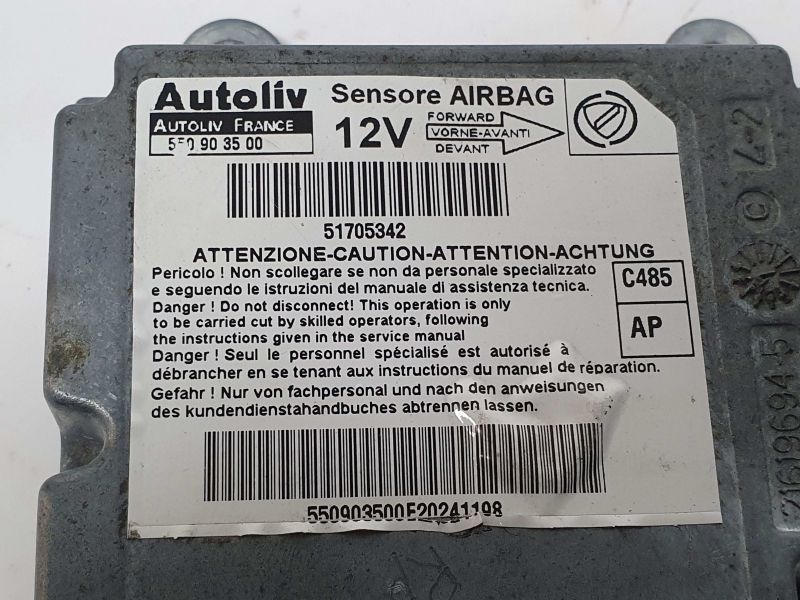 Autoliv
Sensore AIRBAG
AUTOLIV FRANCE
550 90 35 00
12V
FORWARD
VORNE-AVANTI
DEVANT
51705342
ATTENZIONE-CAUTION-ATTENTION-ACHTUNG
Pericolo ! Non scollegare se non da personale specializzato
e seguendo le istruzioni del manuale di assistenza tecnica.
Danger ! Do not disconnect! This operation is only
to be carried cut by skilled operators, following
the instructions given in the service manual
Danger ! Seul le personnel spécialisé est autorisé à
débrancher en se tenant aux instructions du manuel de réparation.
Gefahr ! Nur von fachpersonal und nach den anweisungen
des kundendienstahandbuches abtrennen lassen.
C485
AP
550903500E20241198
4-2
21619694-5